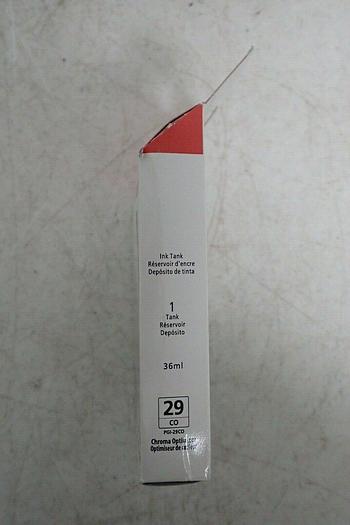 Ink Tank
Réservoir d'encre
Depósito de tinta
1
Tank
Réservoir
Depósito
36ml
29
CO
PGI-29CO
Chroma Optimizer
Optimiseur de